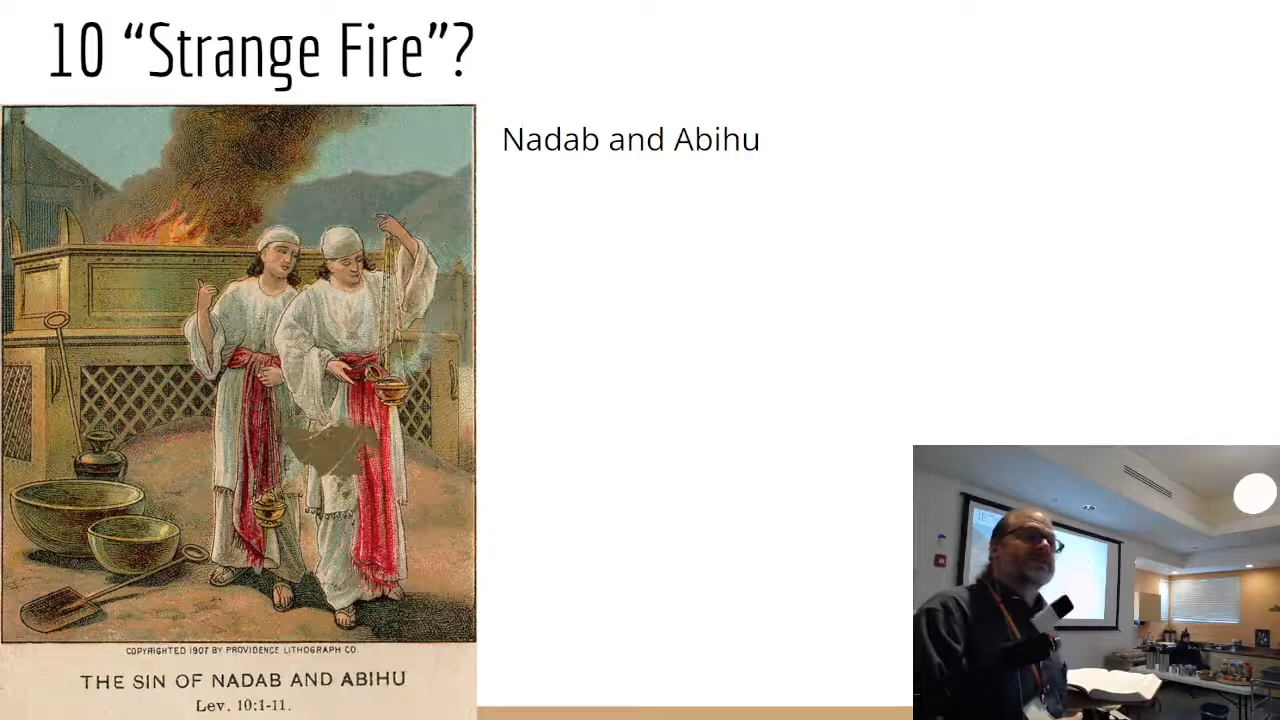 10 “Strange Fire”?
Nadab and Abihu
COPYRIGHTED 1907 BY PROVIDENCE LITHOGRAPH CO.
THE SIN OF NADAB AND ABIHU
Lev. 10:1-11.